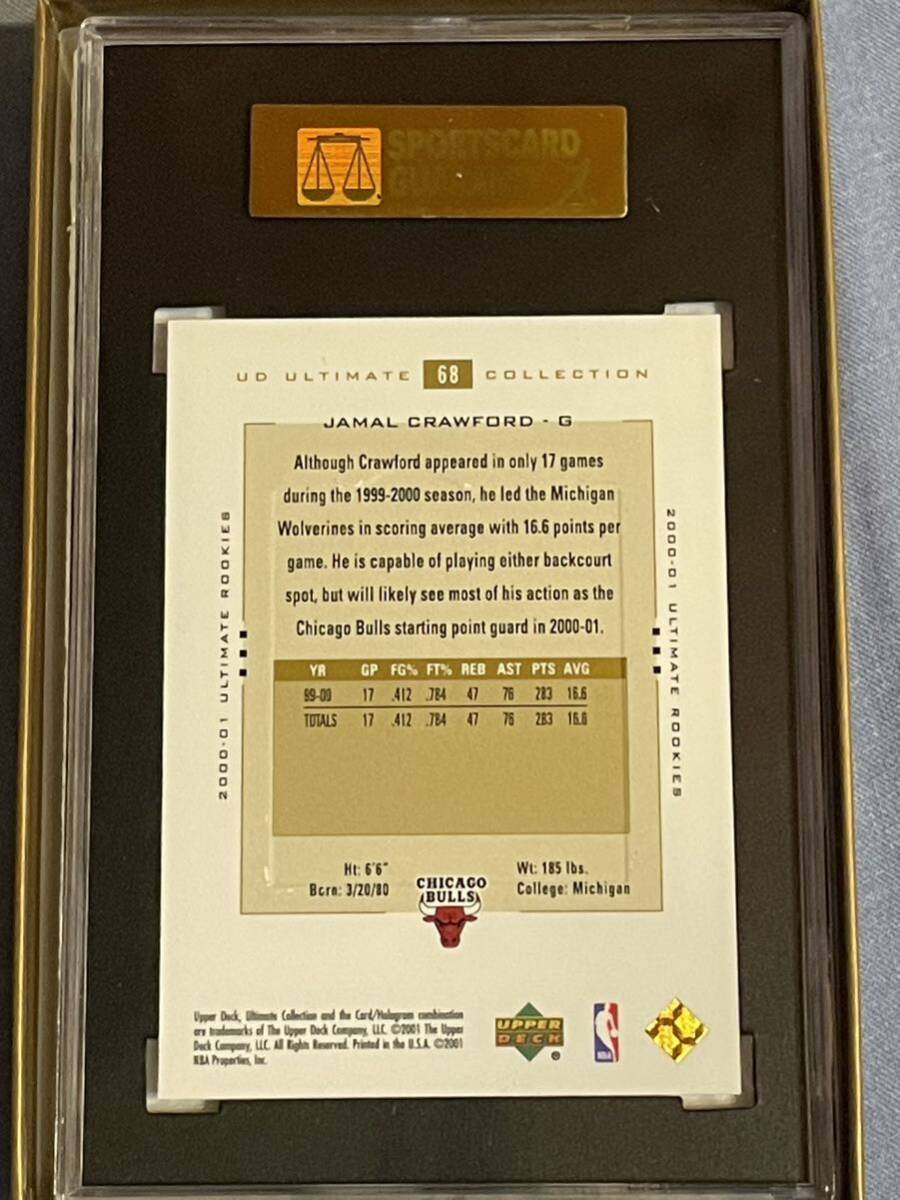 SPORTSCARD
UD ULTIMATE 68 COLLECTION
JAMAL CRAWFORD - G
Although Crawford appeared in only 17 games
during the 1999-2000 season, he led the Michigan
Wolverines in scoring average with 16.6 points per
game. He is capable of playing either backcourt
spot, but will likely see most of his action as the
Chicago Bulls starting point guard in 2000-01.
2000-01 ULTIMATE ROOKIES
2000-01 ULTIMATE ROOKIES
YR GP FG% FT% REB AST PTS AVG
99-00 17 .412 .784 47 76 283 16.6
TOTALS 17 .412 .784 47 76 283 16.6
Ht: 6'6" Wt: 185 lbs.
Born: 3/20/80 College: Michigan
CHICAGO
BULLS
Upper Deck, Ultimate Collection and the Card/Hologram combination
are trademarks of The Upper Deck Company, LLC. ©2001 The Upper
Deck Company, LLC. All Rights Reserved. Printed in the U.S.A. ©2001
NBA Properties, Inc.
UPPER
DECK
NBA